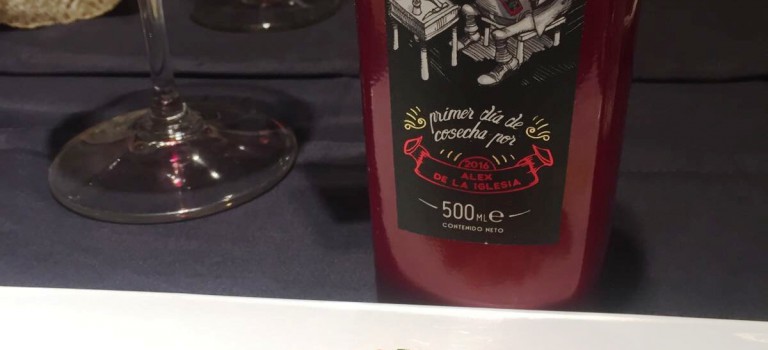 primer día de
cosecha por
2016
ALEX
DE LA IGLESIA
500 ML e
CONTENIDO NETO